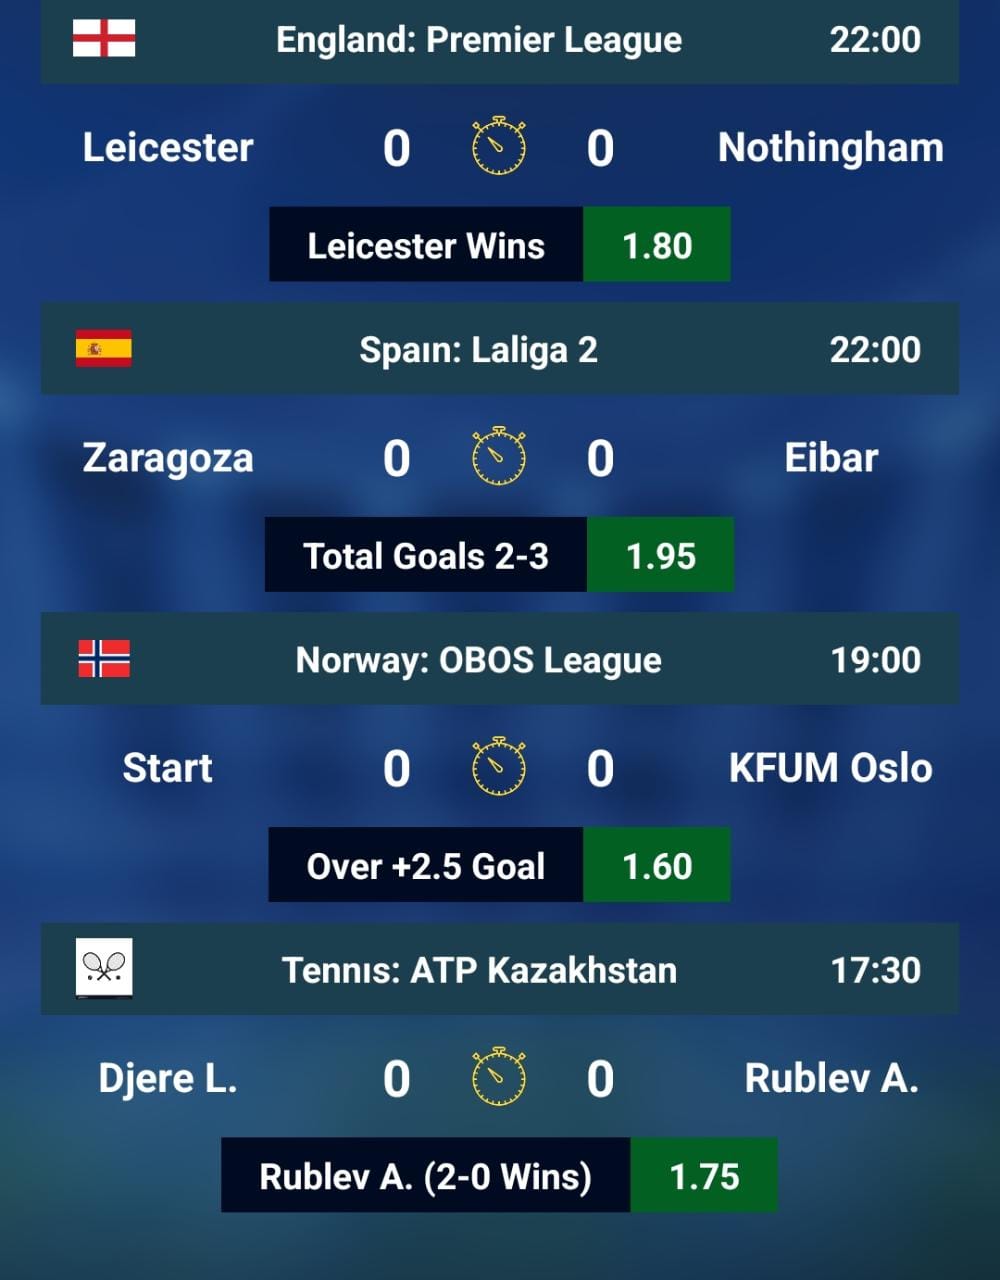 England: Premier League 22:00
Leicester 0 0 Nothingham
Leicester Wins 1.80
Spaın: Laliga 2 22:00
Zaragoza 0 0 Eibar
Total Goals 2-3 1.95
Norway: OBOS League 19:00
Start 0 0 KFUM Oslo
Over +2.5 Goal 1.60
Tennıs: ATP Kazakhstan 17:30
Djere L. 0 0 Rublev A.
Rublev A. (2-0 Wins) 1.75